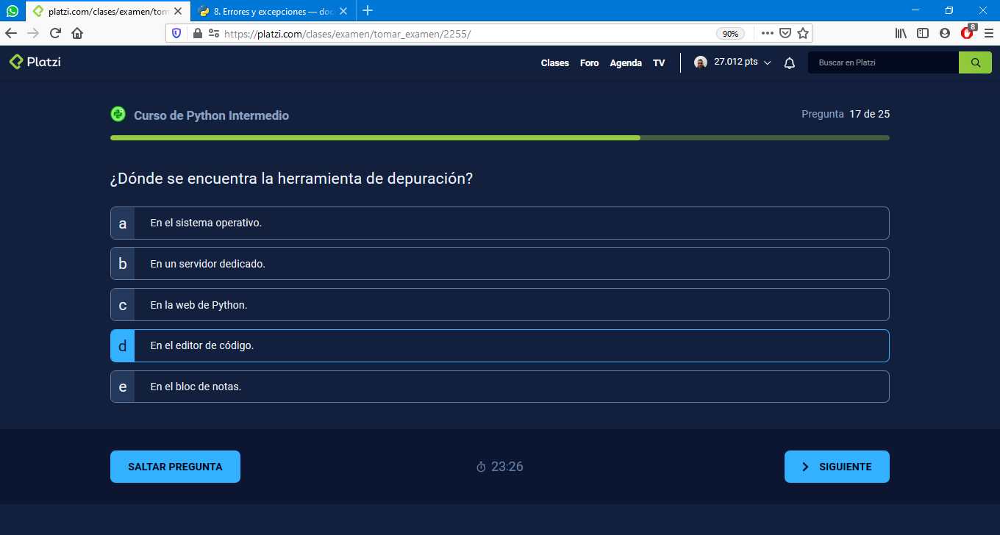 platzi.com/clases/examen/tom
8. Errores y excepciones — doc
https://platzi.com/clases/examen/tomar_examen/2255/
90%
8
Platzi
Clases
Foro
Agenda
TV
27.012 pts
Buscar en Platzi
Curso de Python Intermedio
Pregunta 17 de 25
¿Dónde se encuentra la herramienta de depuración?
a En el sistema operativo.
b En un servidor dedicado.
c En la web de Python.
d En el editor de código.
e En el bloc de notas.
SALTAR PREGUNTA
23:26
SIGUIENTE